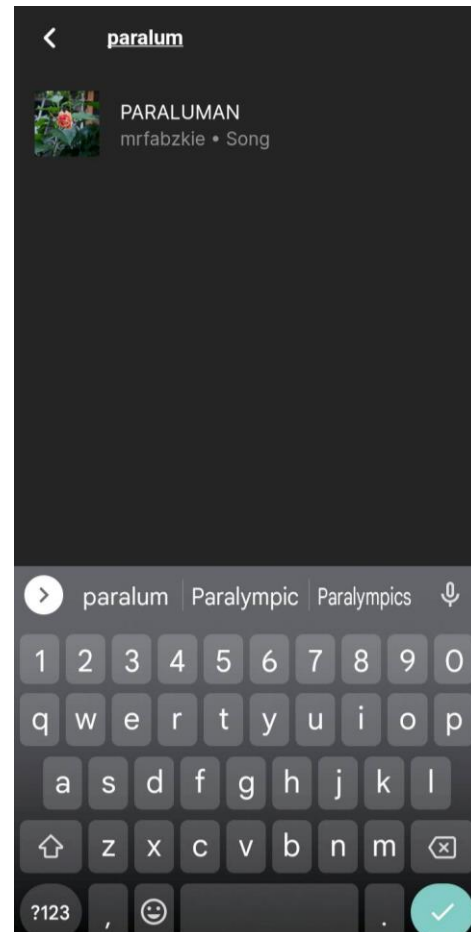 paralum
PARALUMAN
mrfabzkie • Song
paralum Paralympic Paralympics
1 2 3 4 5 6 7 8 9 0
q w e r t y u i o p
a s d f g h j k l
z x c v b n m
?123 , .